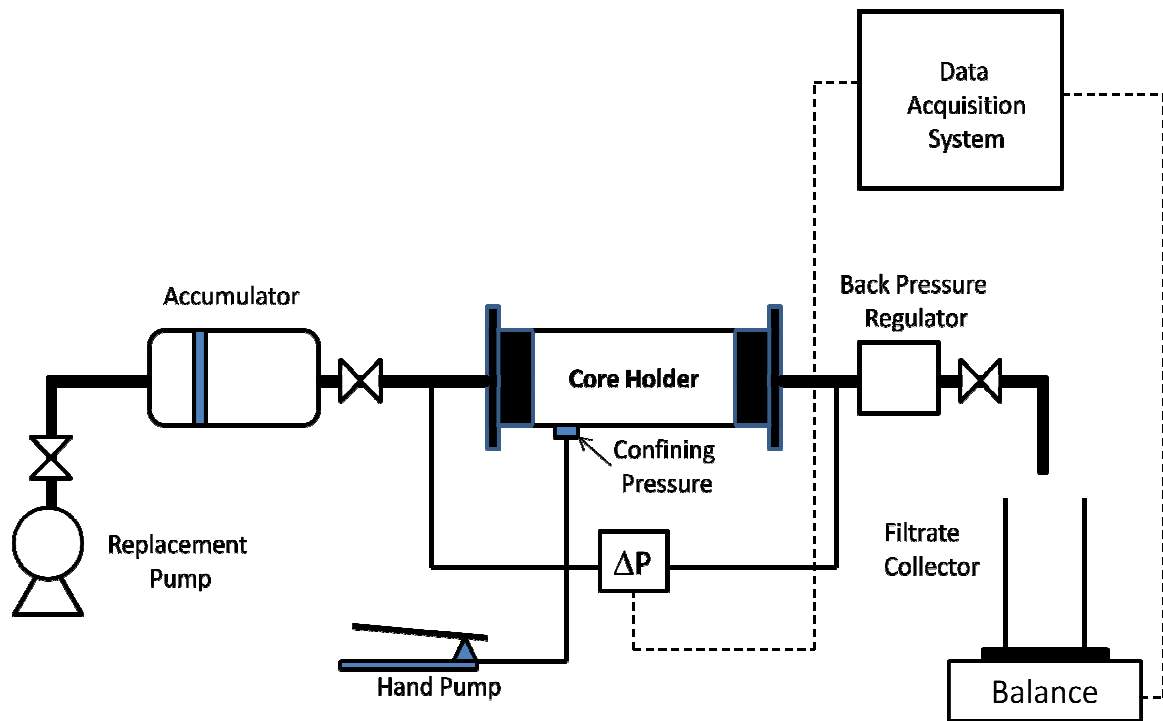 Data
Acquisition
System
Accumulator
Back Pressure
Regulator
Core Holder
Confining
Pressure
Replacement
Pump
ΔP
Filtrate
Collector
Hand Pump
Balance